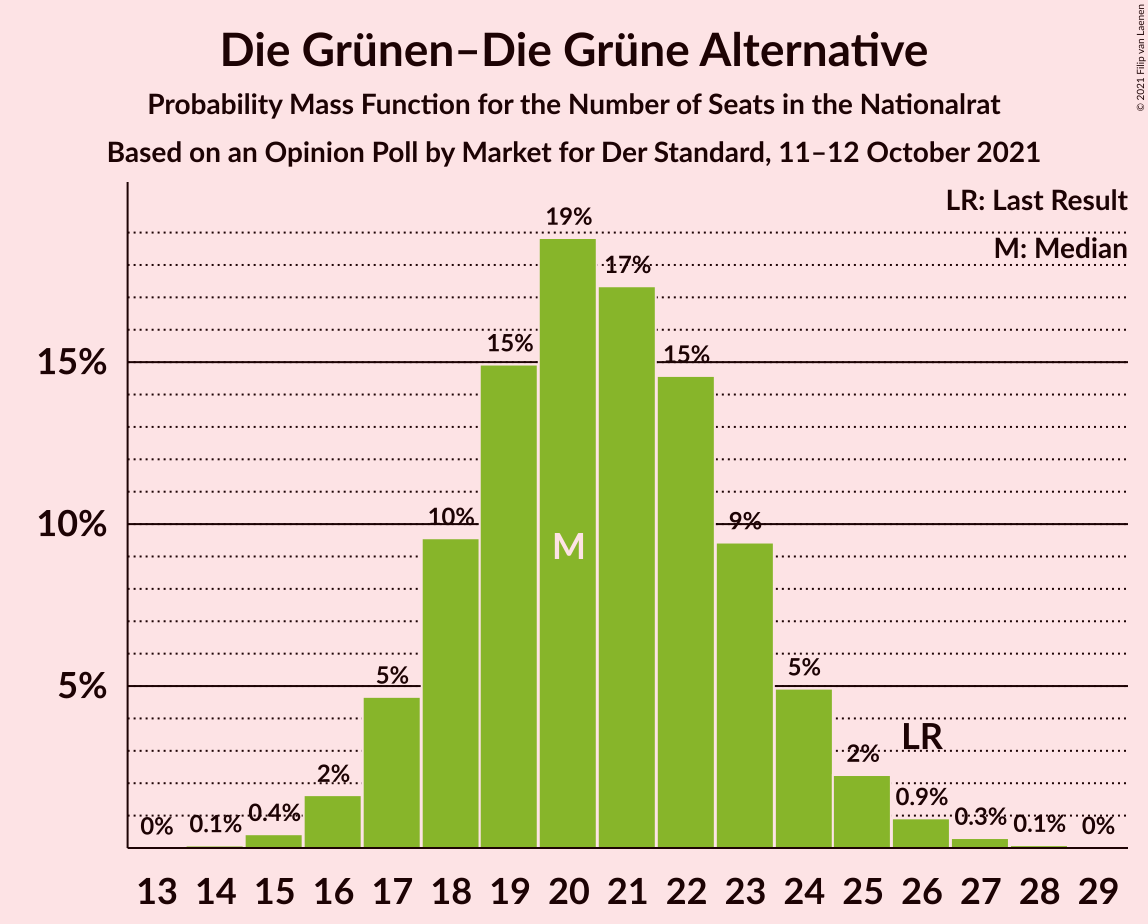 Die Grünen–Die Grüne Alternative
Probability Mass Function for the Number of Seats in the Nationalrat
Based on an Opinion Poll by Market for Der Standard, 11–12 October 2021
© 2021 Filip van Laenen
LR: Last Result
M: Median
19%
17%
15%
15%
15%
10%
9%
10%
M
5%
5%
5%
LR
2%
2%
0.9%
0.4%
0.3%
0% 0.1% 0.1% 0%
13 14 15 16 17 18 19 20 21 22 23 24 25 26 27 28 29